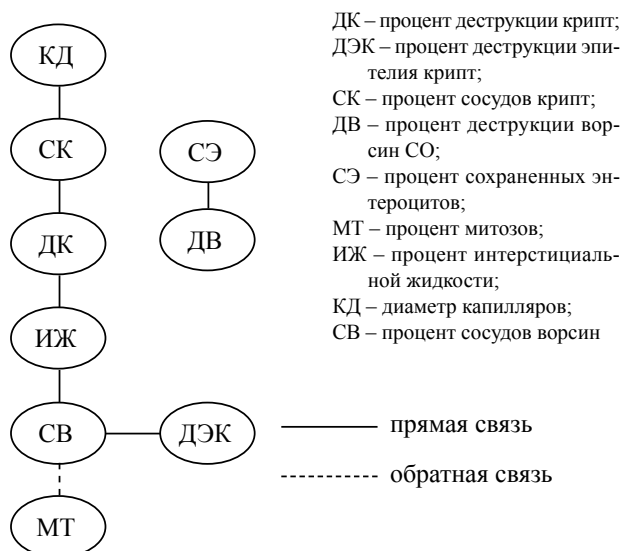 КД
СК
СЭ
ДК
ДВ
ИЖ
СВ
ДЭК
МТ
ДК – процент деструкции крипт;
ДЭК – процент деструкции эпи-
телия крипт;
СК – процент сосудов крипт;
ДВ – процент деструкции вор-
син СО;
СЭ – процент сохраненных эн-
тероцитов;
МТ – процент митозов;
ИЖ – процент интерстициаль-
ной жидкости;
КД – диаметр капилляров;
СВ – процент сосудов ворсин
прямая связь
обратная связь